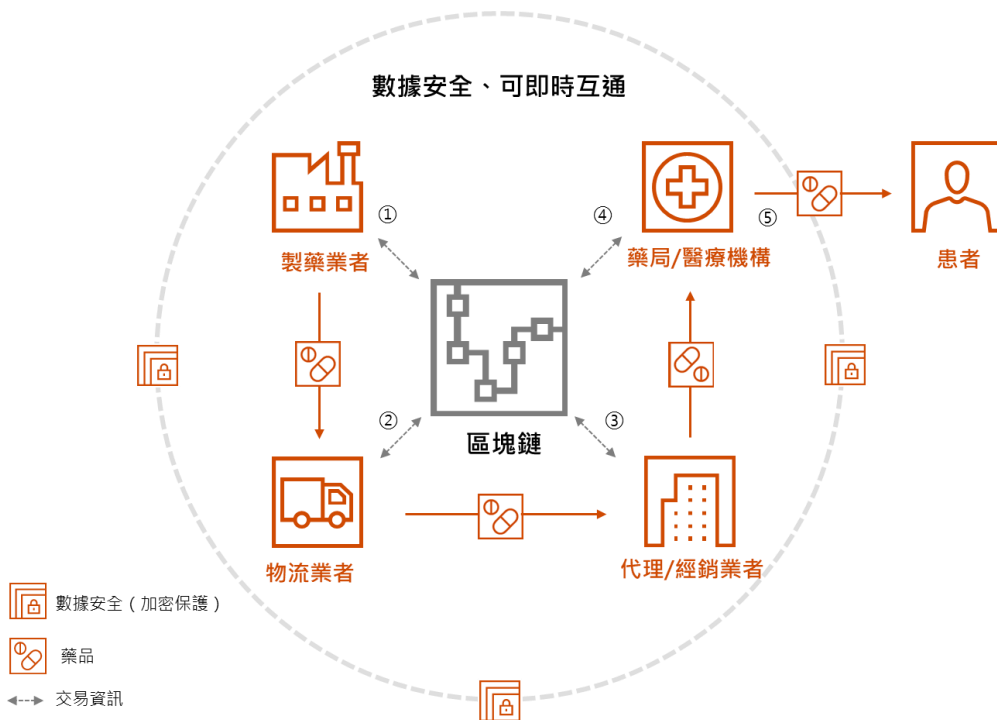 數據安全、可即時互通
①
④
⑤
製藥業者
藥局/醫療機構
患者
②
③
區塊鏈
物流業者
代理/經銷業者
數據安全（加密保護）
藥品
交易資訊